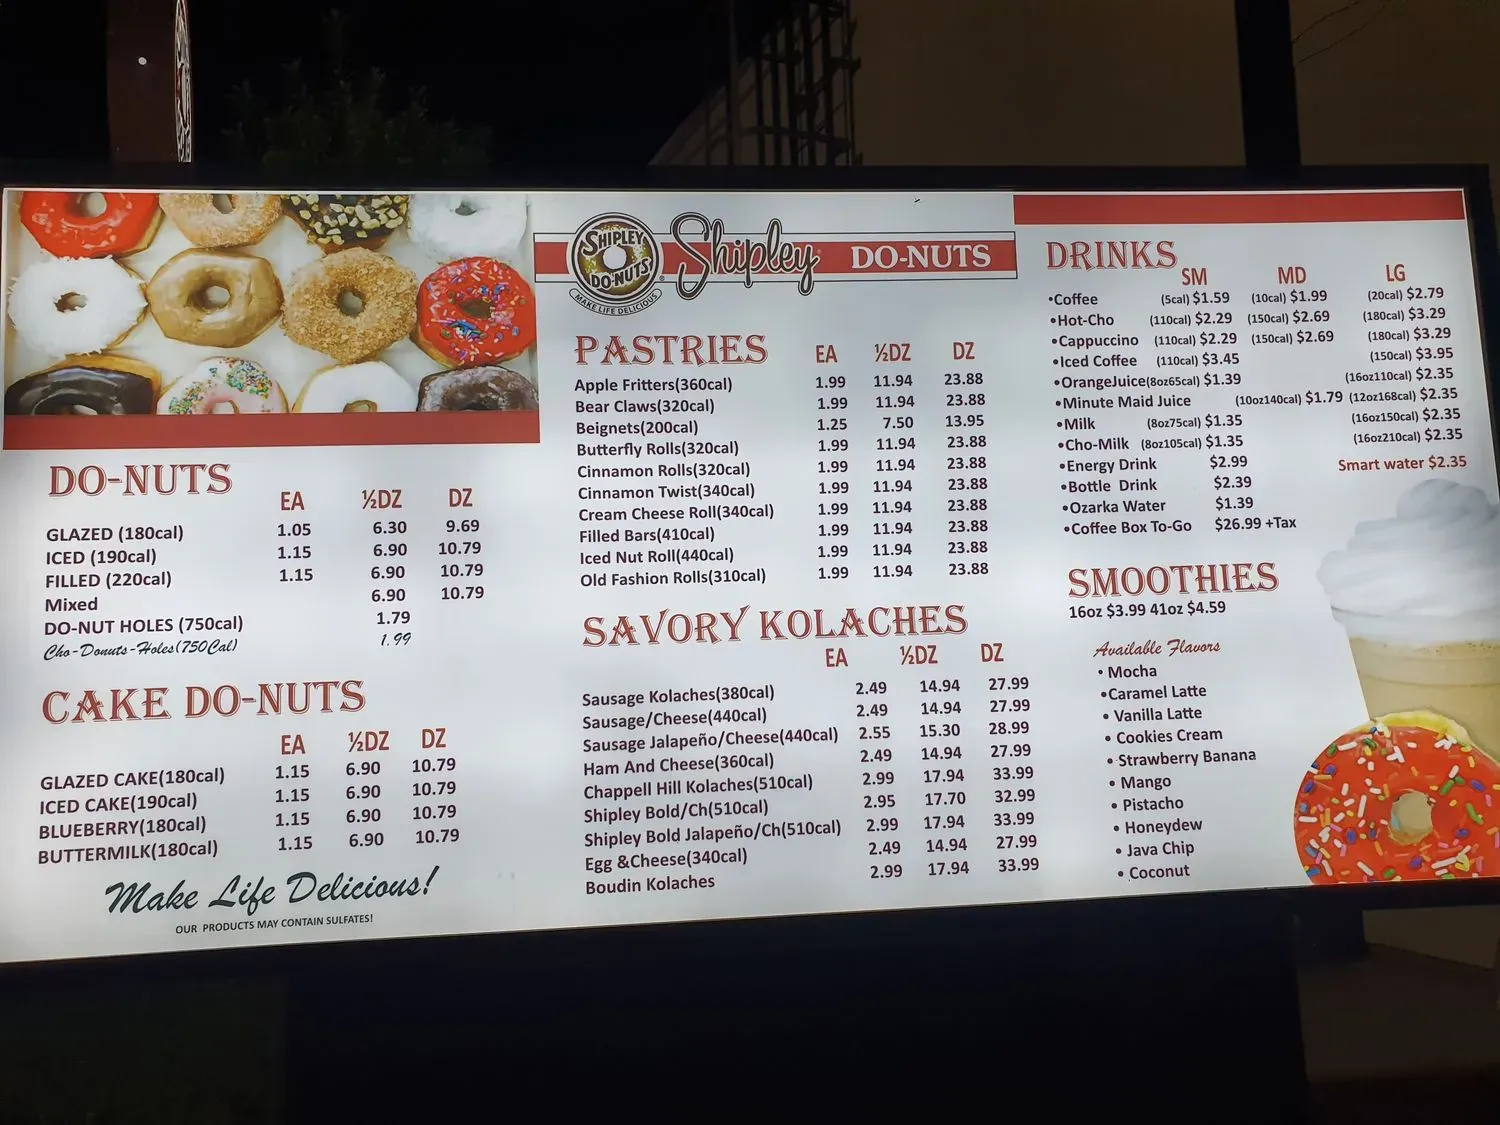 SHIPLEY
DO-NUTS
MAKE LIFE DELICIOUS
Shipley DO-NUTS
DO-NUTS
EA ½DZ DZ
GLAZED (180cal) 1.05 6.30 9.69
ICED (190cal) 1.15 6.90 10.79
FILLED (220cal) 1.15 6.90 10.79
Mixed 6.90 10.79
DO-NUT HOLES (750cal) 1.79
Cho-Donuts-Holes(750Cal) 1.99
CAKE DO-NUTS
EA ½DZ DZ
GLAZED CAKE(180cal) 1.15 6.90 10.79
ICED CAKE(190cal) 1.15 6.90 10.79
BLUEBERRY(180cal) 1.15 6.90 10.79
BUTTERMILK(180cal) 1.15 6.90 10.79
Make Life Delicious!
OUR PRODUCTS MAY CONTAIN SULFATES!
PASTRIES EA ½DZ DZ
Apple Fritters(360cal) 1.99 11.94 23.88
Bear Claws(320cal) 1.99 11.94 23.88
Beignets(200cal) 1.25 7.50 13.95
Butterfly Rolls(320cal) 1.99 11.94 23.88
Cinnamon Rolls(320cal) 1.99 11.94 23.88
Cinnamon Twist(340cal) 1.99 11.94 23.88
Cream Cheese Roll(340cal) 1.99 11.94 23.88
Filled Bars(410cal) 1.99 11.94 23.88
Iced Nut Roll(440cal) 1.99 11.94 23.88
Old Fashion Rolls(310cal) 1.99 11.94 23.88
SAVORY KOLACHES
EA ½DZ DZ
Sausage Kolaches(380cal) 2.49 14.94 27.99
Sausage/Cheese(440cal) 2.49 14.94 27.99
Sausage Jalapeño/Cheese(440cal) 2.55 15.30 28.99
Ham And Cheese(360cal) 2.49 14.94 27.99
Chappell Hill Kolaches(510cal) 2.99 17.94 33.99
Shipley Bold/Ch(510cal) 2.95 17.70 32.99
Shipley Bold Jalapeño/Ch(510cal) 2.99 17.94 33.99
Egg &Cheese(340cal) 2.49 14.94 27.99
Boudin Kolaches 2.99 17.94 33.99
DRINKS
SM MD LG
•Coffee (5cal) $1.59 (10cal) $1.99 (20cal) $2.79
•Hot-Cho (110cal) $2.29 (150cal) $2.69 (180cal) $3.29
•Cappuccino (110cal) $2.29 (150cal) $2.69 (180cal) $3.29
•Iced Coffee (110cal) $3.45 (150cal) $3.95
•OrangeJuice(8oz65cal) $1.39 (16oz110cal) $2.35
•Minute Maid Juice (10oz140cal) $1.79 (12oz168cal) $2.35
•Milk (8oz75cal) $1.35 (16oz150cal) $2.35
•Cho-Milk (8oz105cal) $1.35 (16oz210cal) $2.35
•Energy Drink $2.99 Smart water $2.35
•Bottle Drink $2.39
•Ozarka Water $1.39
•Coffee Box To-Go $26.99 +Tax
SMOOTHIES
16oz $3.99 41oz $4.59
Available Flavors
• Mocha
•Caramel Latte
• Vanilla Latte
• Cookies Cream
• Strawberry Banana
• Mango
• Pistacho
• Honeydew
• Java Chip
• Coconut